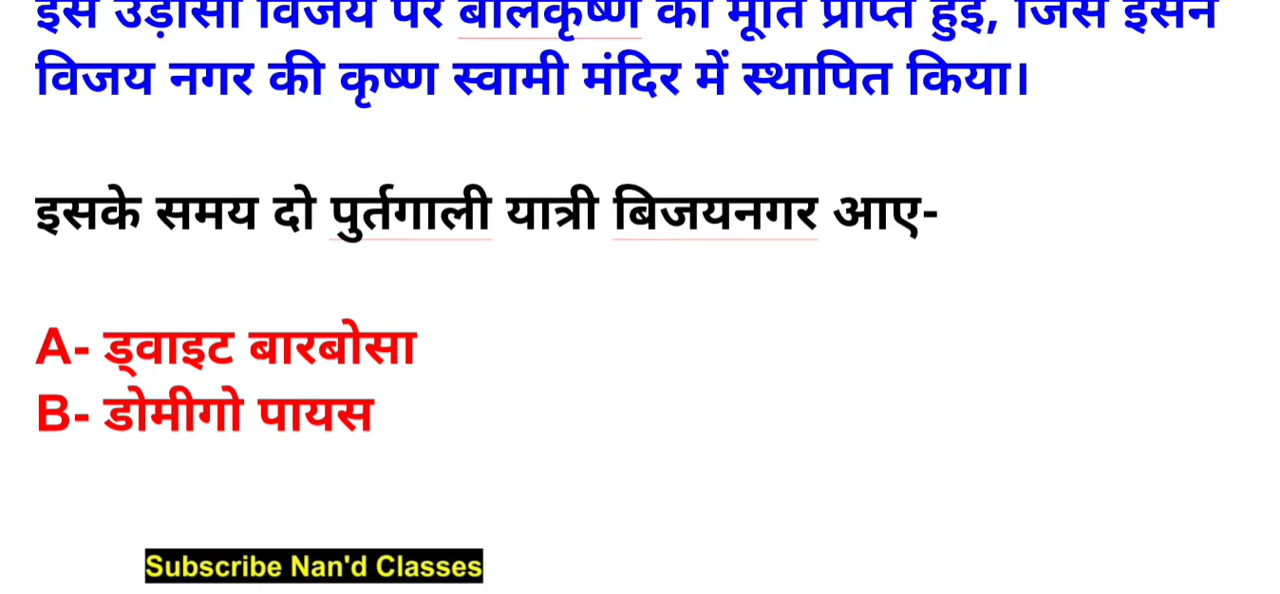 इसे उड़ीसा विजय पर बालकृष्ण की मूर्ति प्राप्त हुई, जिसे इसने
विजय नगर की कृष्ण स्वामी मंदिर में स्थापित किया।
इसके समय दो पुर्तगाली यात्री बिजयनगर आए-
A- ड्वाइट बारबोसा
B- डोमीगो पायस
Subscribe Nan'd Classes